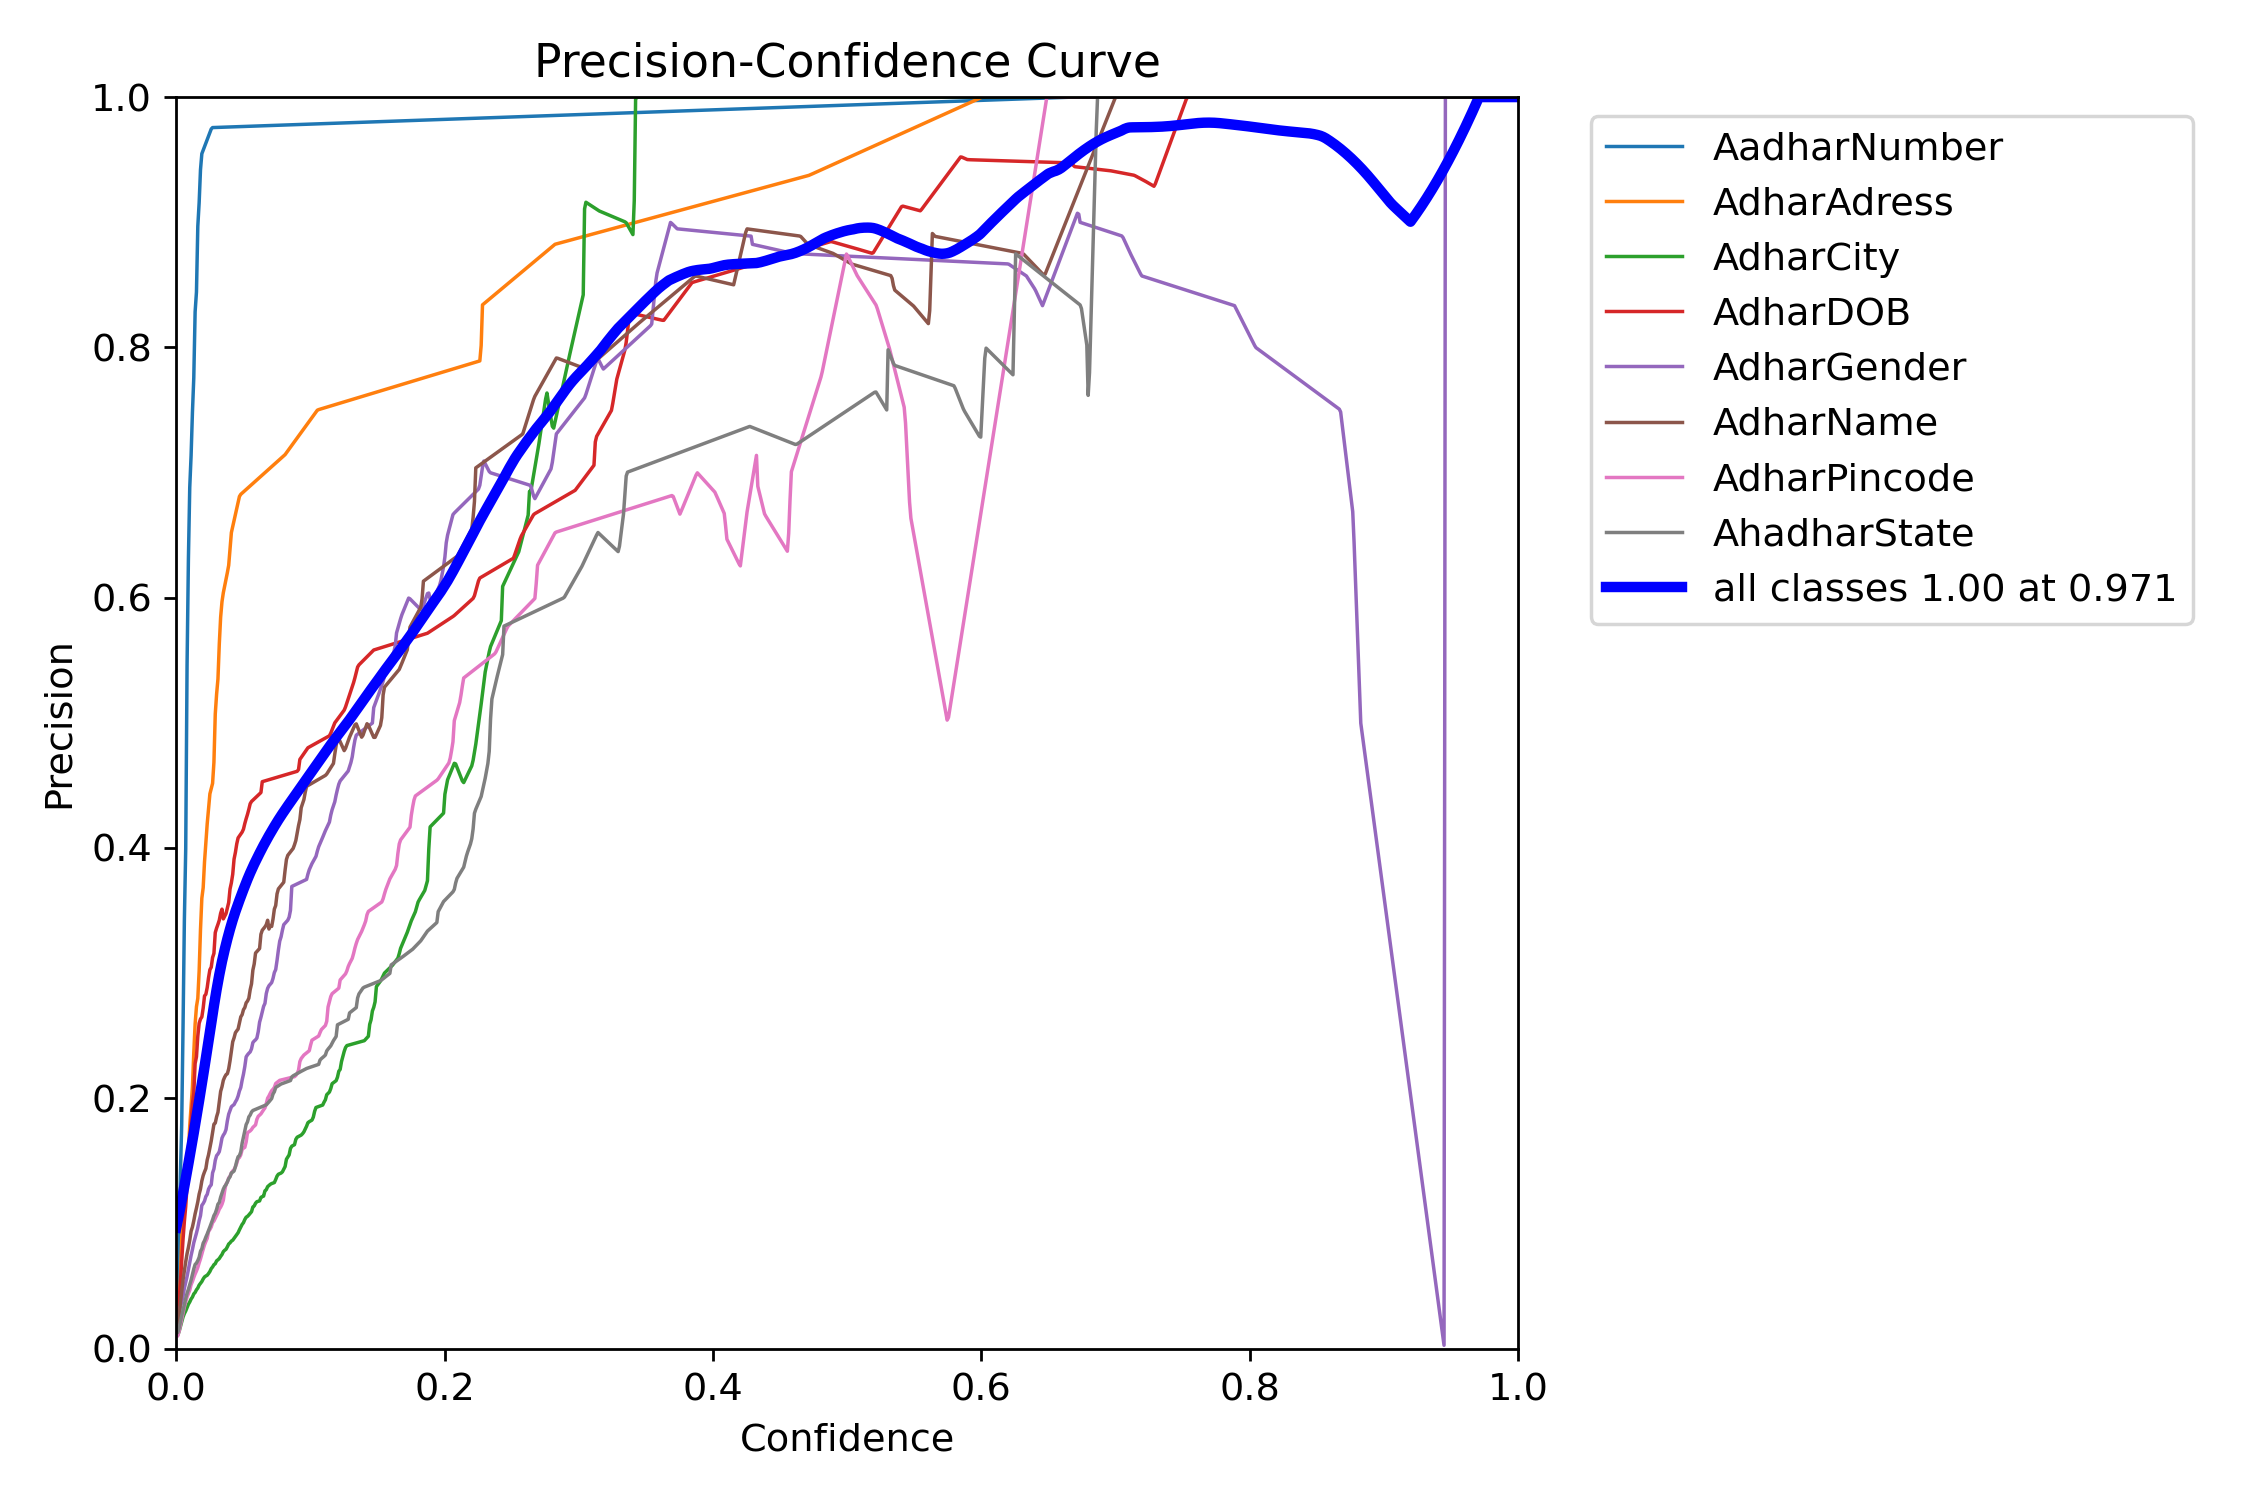 Precision-Confidence Curve
1.0
0.8
0.6
0.4
0.2
0.0
Precision
0.0 0.2 0.4 0.6 0.8 1.0
Confidence
AadharNumber
AdharAdress
AdharCity
AdharDOB
AdharGender
AdharName
AdharPincode
AhadharState
all classes 1.00 at 0.971